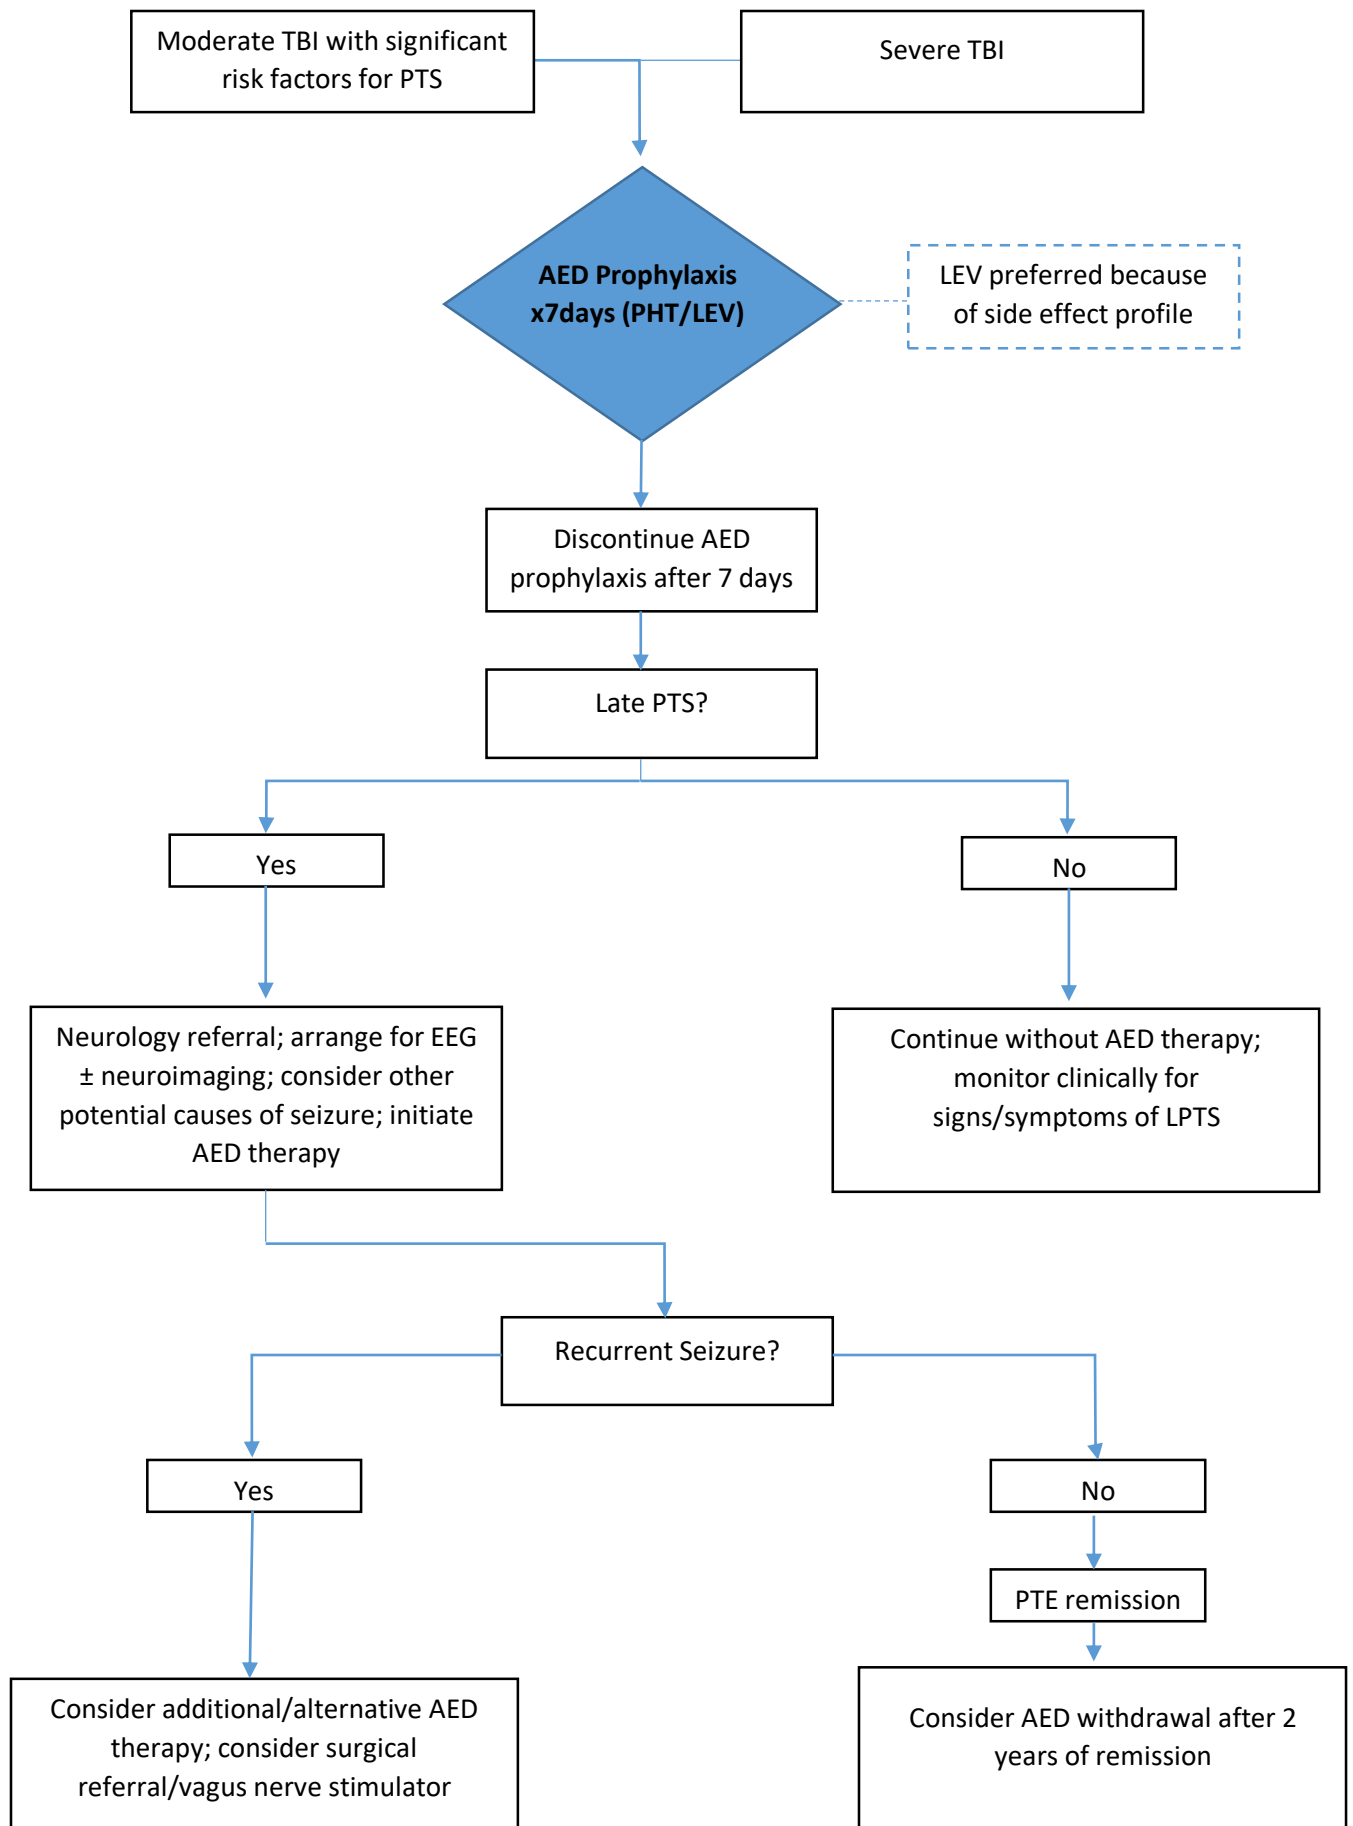 Moderate TBI with significant
risk factors for PTS
Severe TBI
AED Prophylaxis
x7days (PHT/LEV)
LEV preferred because
of side effect profile
Discontinue AED
prophylaxis after 7 days
Late PTS?
Yes
No
Neurology referral; arrange for EEG
± neuroimaging; consider other
potential causes of seizure; initiate
AED therapy
Continue without AED therapy;
monitor clinically for
signs/symptoms of LPTS
Recurrent Seizure?
Yes
No
PTE remission
Consider additional/alternative AED
therapy; consider surgical
referral/vagus nerve stimulator
Consider AED withdrawal after 2
years of remission